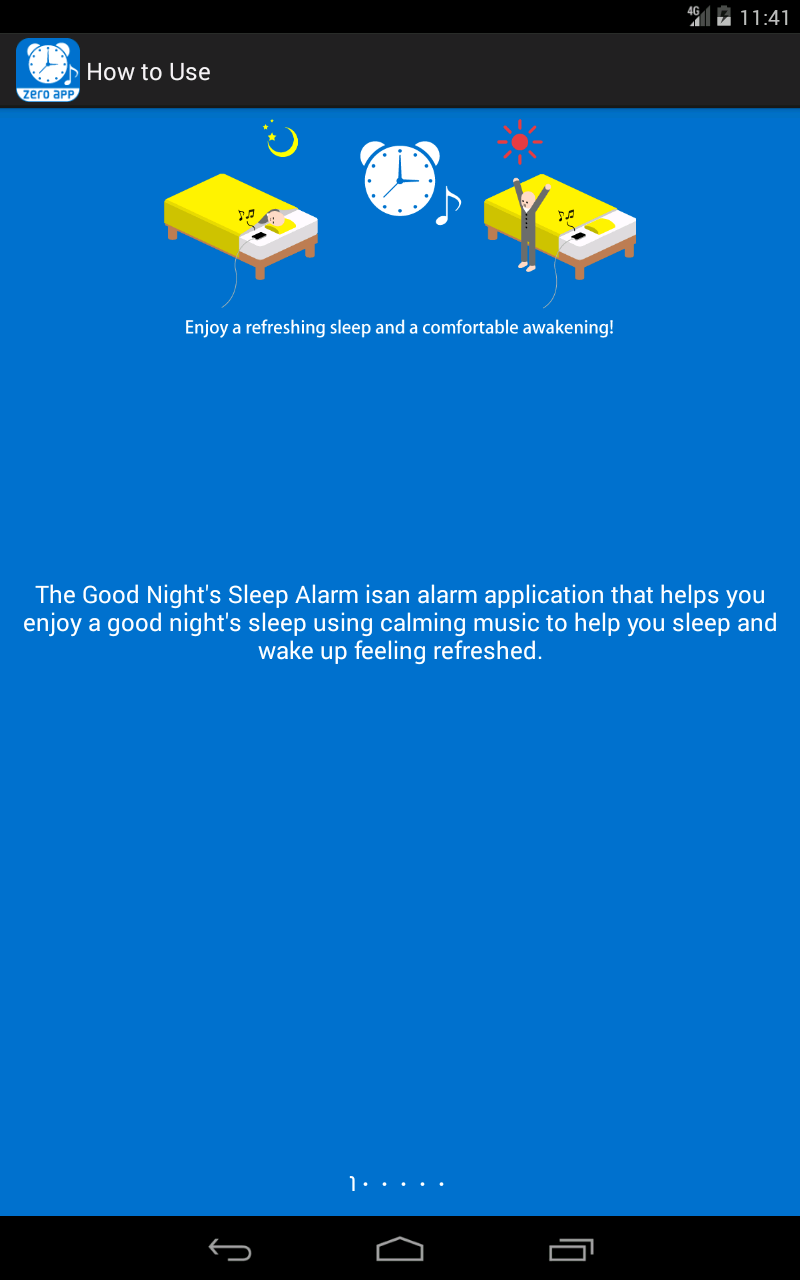 4G 11:41
zero app
How to Use
Enjoy a refreshing sleep and a comfortable awakening!
The Good Night's Sleep Alarm isan alarm application that helps you
enjoy a good night's sleep using calming music to help you sleep and
wake up feeling refreshed.
1 · · · · ·